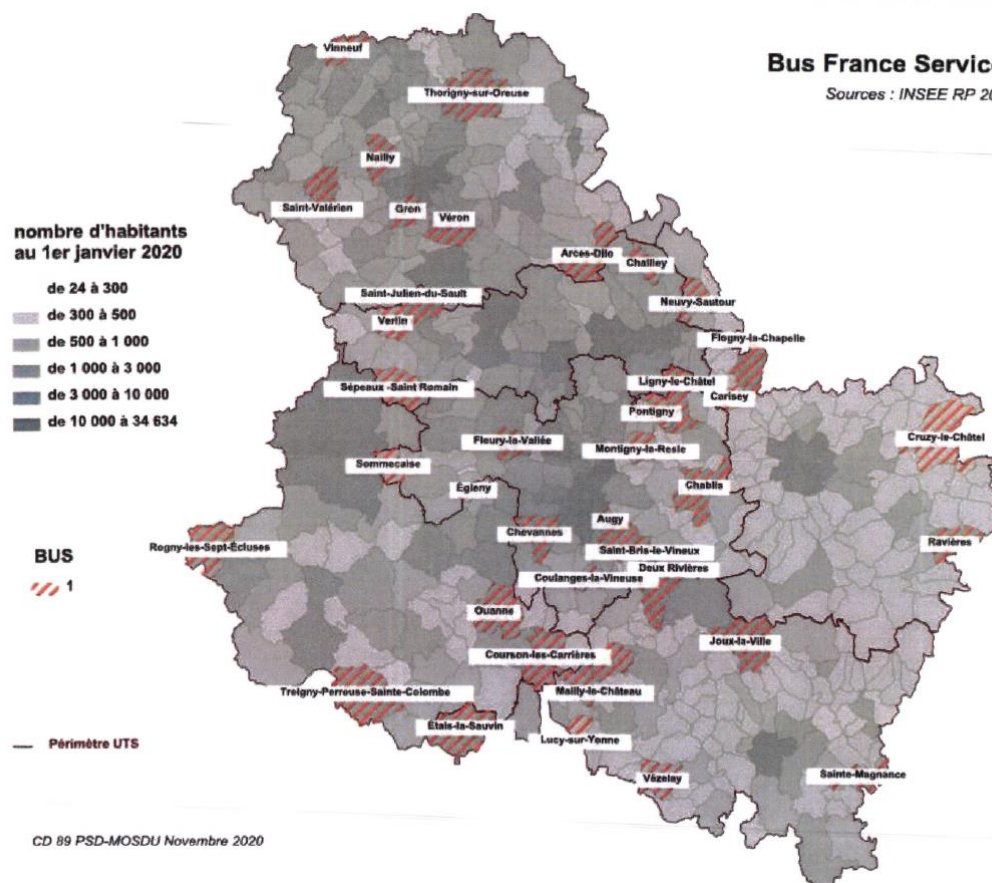 Bus France Service
Sources : INSEE RP 20
Vinneuf
Thorigny-sur-Oreuse
Nailly
Saint-Valérien
Gron
Véron
nombre d'habitants
au 1er janvier 2020
de 24 à 300
de 300 à 500
de 500 à 1 000
de 1 000 à 3 000
de 3 000 à 10 000
de 10 000 à 34 634
Arces-Dilo
Chailley
Saint-Julien-du-Sault
Neuvy-Sautour
Verlin
Flogny-la-Chapelle
Sépeaux -Saint Romain
Ligny-le-Châtel
Carisey
Pontigny
Fleury-la-Vallée
Montigny-la-Resle
Cruzy-le-Châtel
Sommecaise
Égleny
Chablis
Augy
Chevannes
Rogny-les-Sept-Écluses
Saint-Bris-le-Vineux
Ravières
BUS
1
Deux Rivières
Coulanges-la-Vineuse
Ouanne
Joux-la-Ville
Courson-les-Carrières
Treigny-Perreuse-Sainte-Colombe
Mailly-le-Château
Étais-la-Sauvin
Lucy-sur-Yonne
Périmètre UTS
Vézelay
Sainte-Magnance
CD 89 PSD-MOSDU Novembre 2020